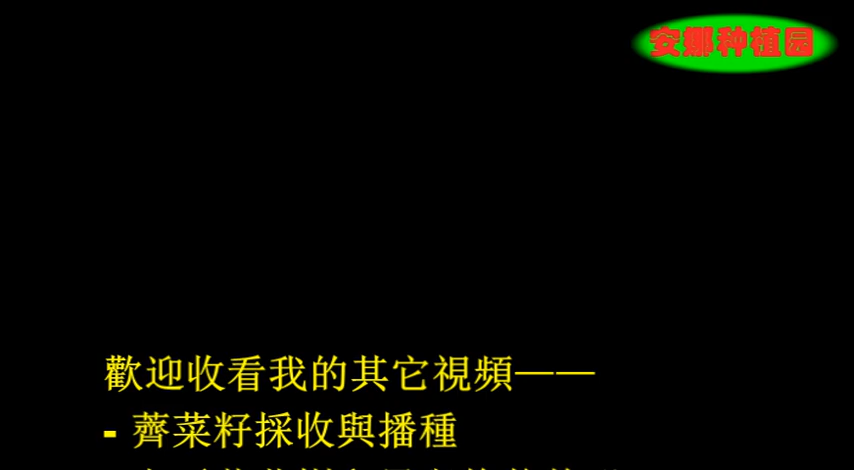 安娜种植园
歡迎收看我的其它視頻——
- 薺菜籽採收與播種